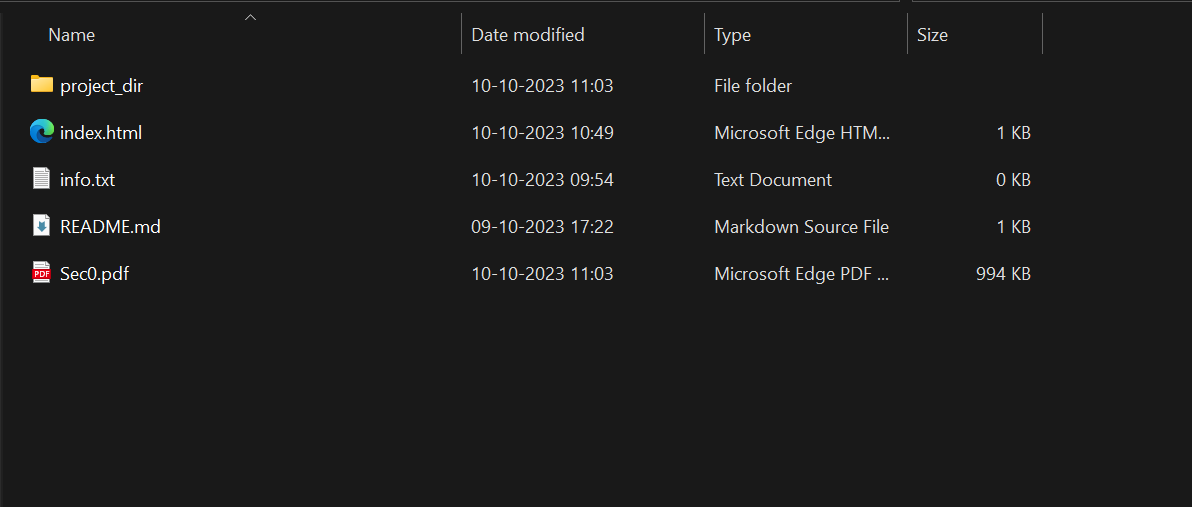 Name Date modified Type Size
project_dir 10-10-2023 11:03 File folder
index.html 10-10-2023 10:49 Microsoft Edge HTM... 1 KB
info.txt 10-10-2023 09:54 Text Document 0 KB
README.md 09-10-2023 17:22 Markdown Source File 1 KB
PDF Sec0.pdf 10-10-2023 11:03 Microsoft Edge PDF ... 994 KB